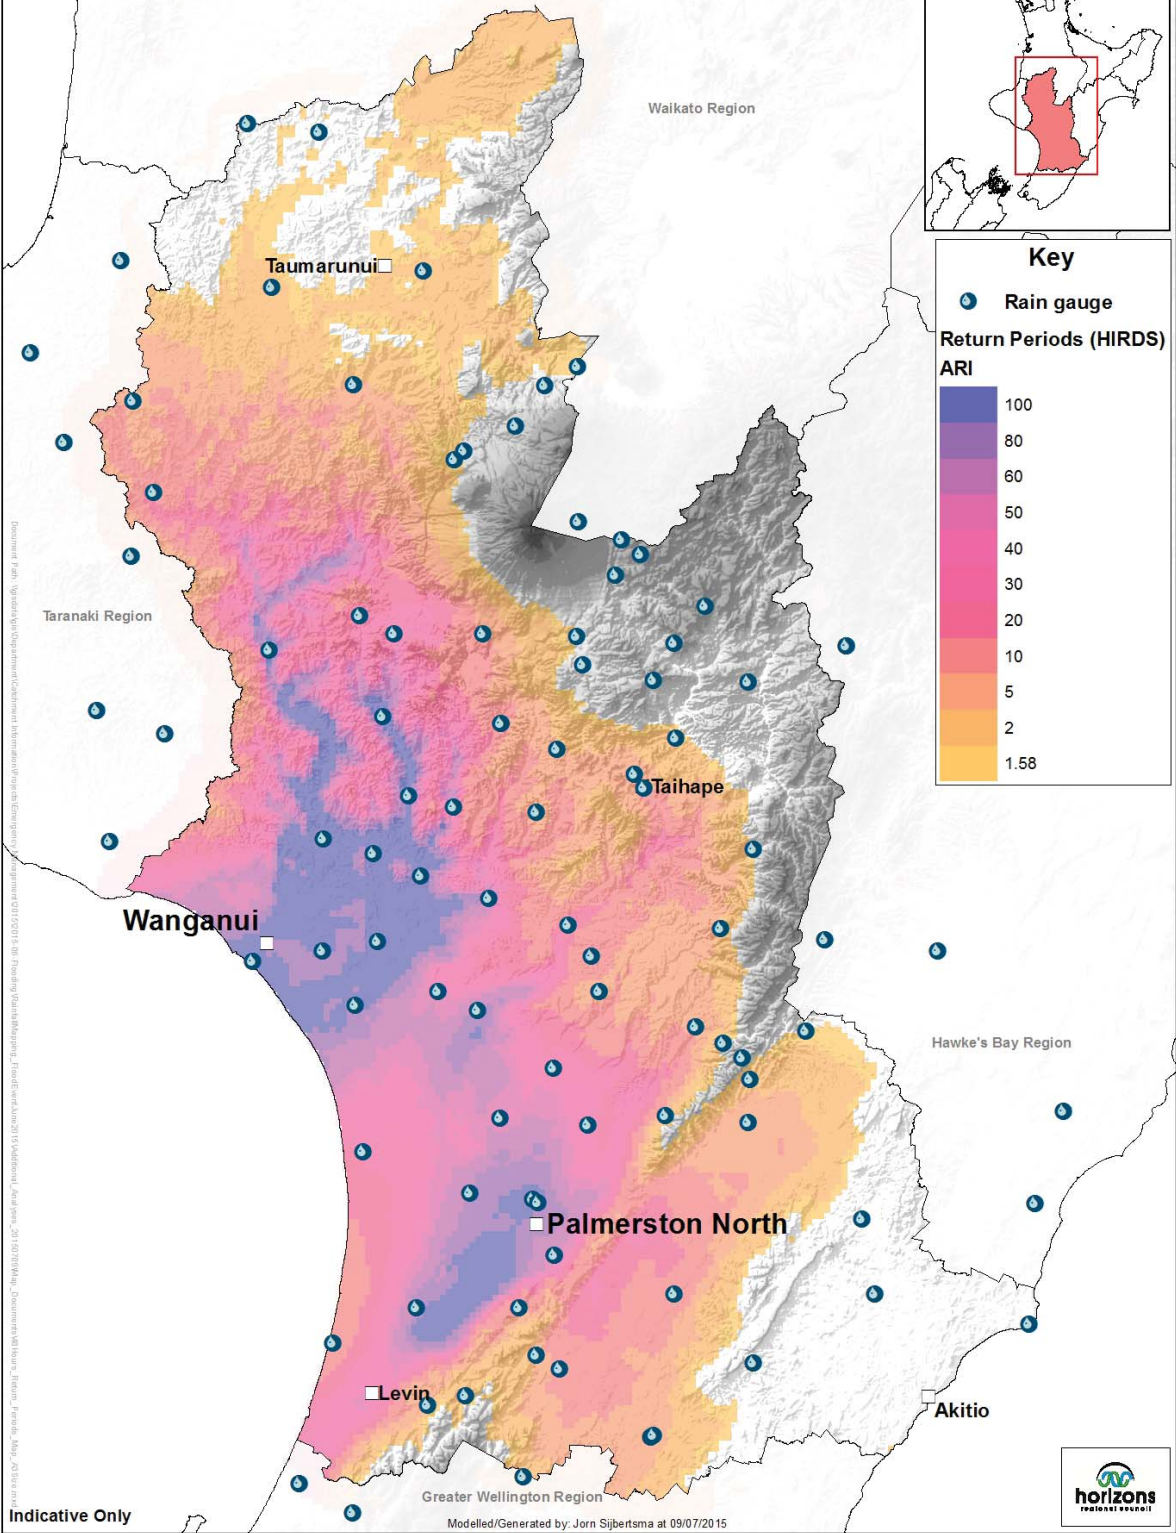 Waikato Region
Key
Rain gauge
Return Periods (HIRDS)
ARI
100
80
60
50
40
30
20
10
5
2
1.58
Taumarunui
Taranaki Region
Taihape
Wanganui
Hawke's Bay Region
Palmerston North
Levin
Akitio
Greater Wellington Region
Indicative Only
Modelled/Generated by: Jorn Sijbertsma at 09/07/2015
horizons
regional council